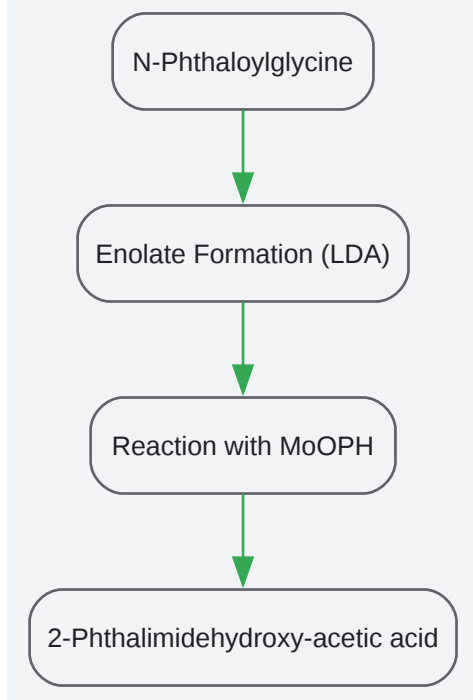 N-Phthaloylglycine
Enolate Formation (LDA)
Reaction with MoOPH
2-Phthalimidehydroxy-acetic acid